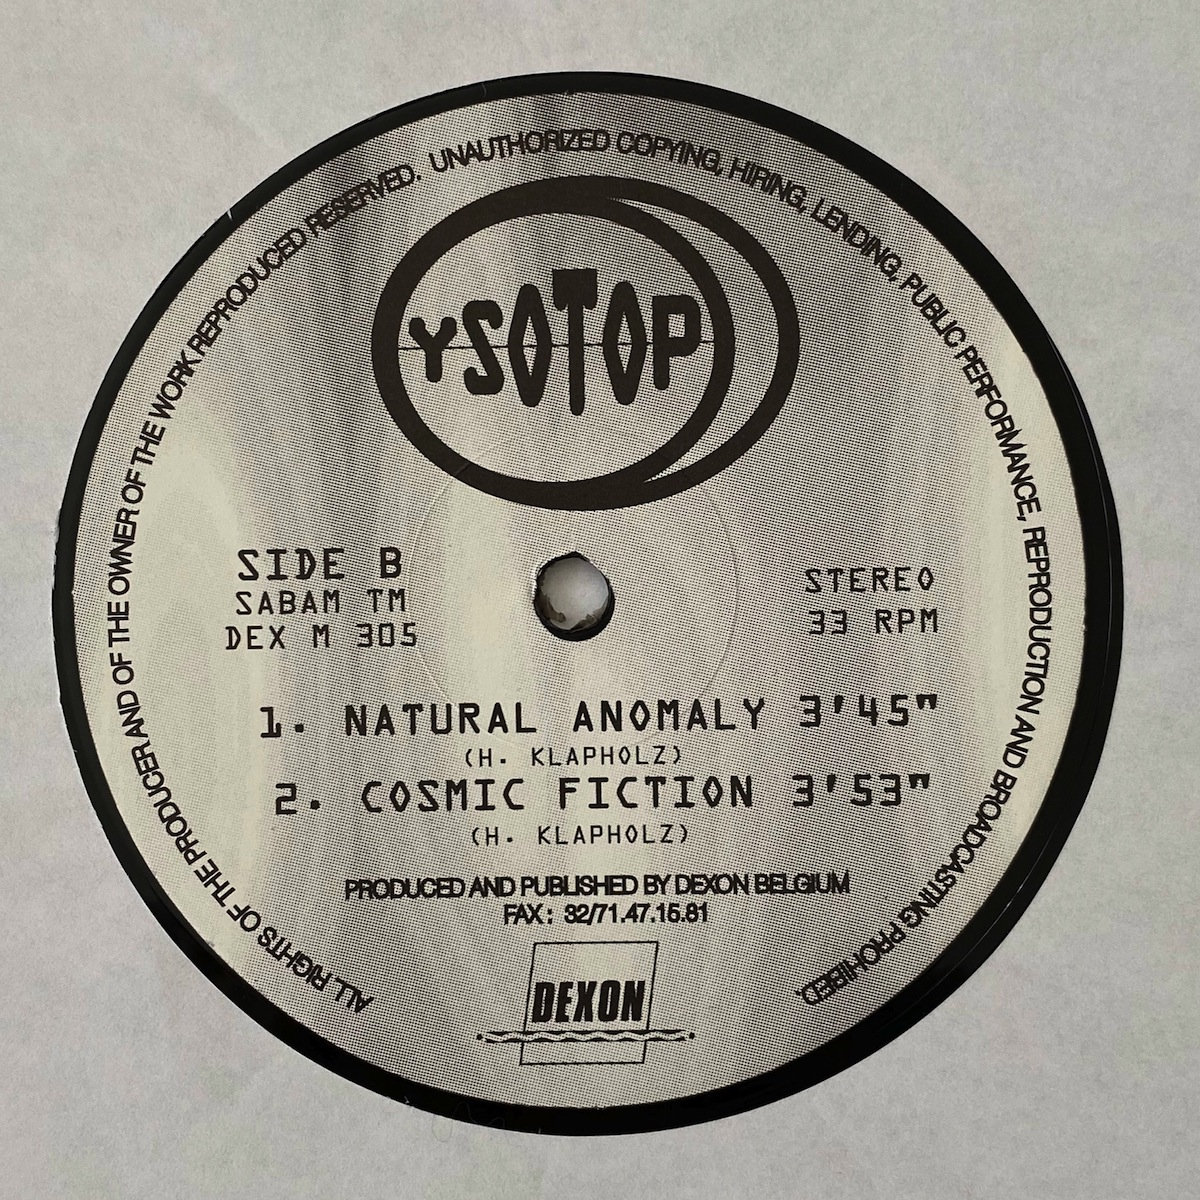 ALL RIGHTS OF THE PRODUCER AND OF THE OWNER OF THE WORK REPRODUCED RESERVED. UNAUTHORIZED COPYING, HIRING, LENDING, PUBLIC PERFORMANCE, REPRODUCTION AND BROADCASTING PROHIBED
YSOTOP
SIDE B
SABAM TM
DEX M 305
STEREO
33 RPM
1. NATURAL ANOMALY 3'45"
(H. KLAPHOLZ)
2. COSMIC FICTION 3'53"
(H. KLAPHOLZ)
PRODUCED AND PUBLISHED BY DEXON BELGIUM
FAX : 32/71.47.15.81
DEXON